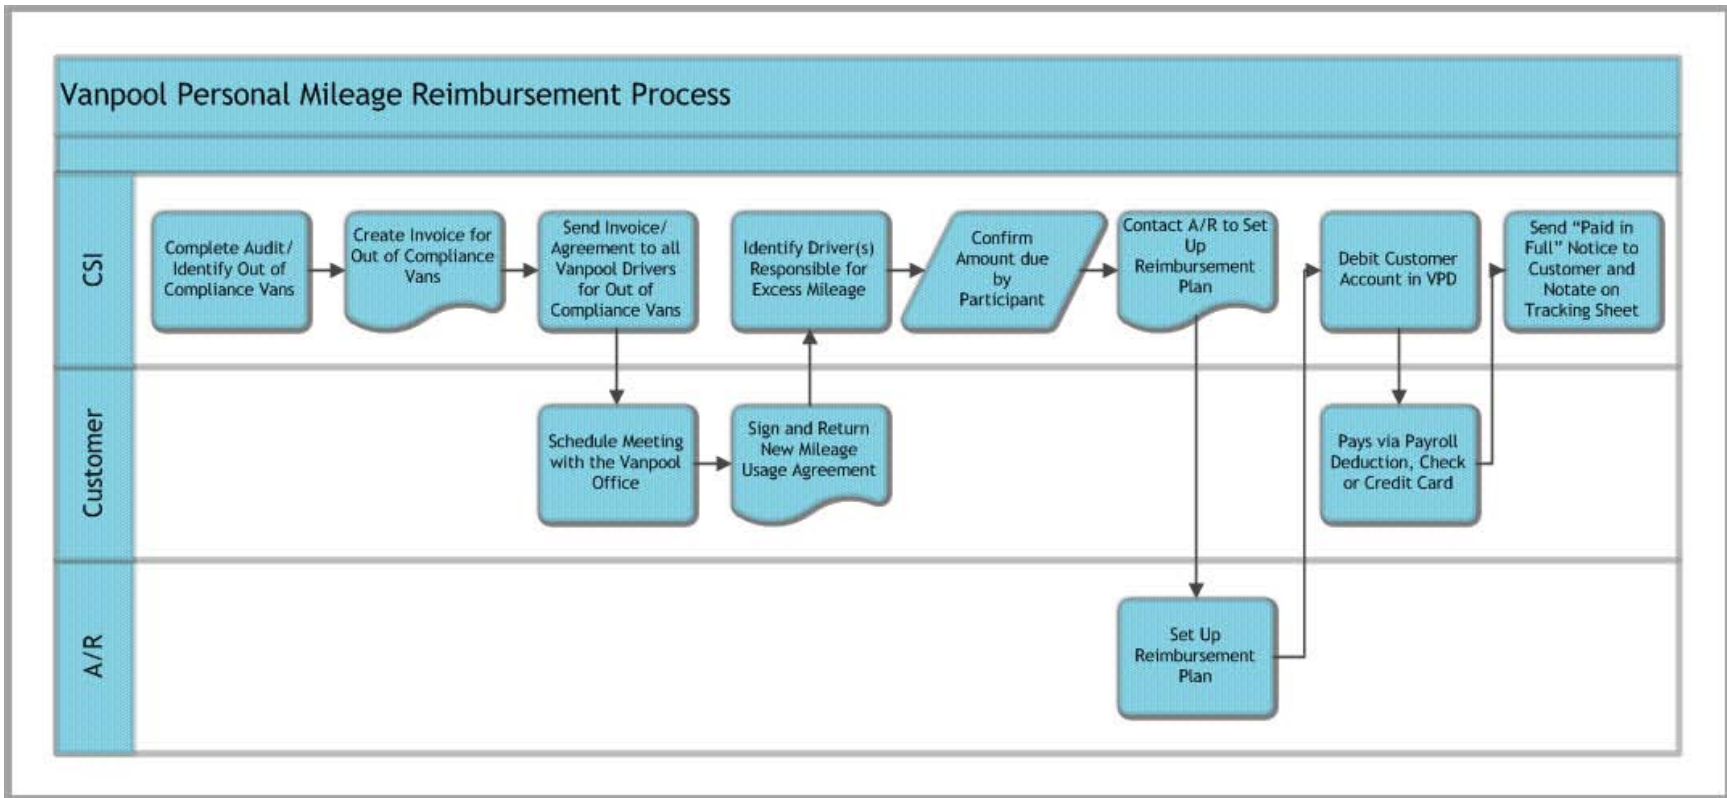 Vanpool Personal Mileage Reimbursement Process
CSI
Complete Audit/
Identify Out of
Compliance Vans
Create Invoice for
Out of Compliance
Vans
Send Invoice/
Agreement to all
Vanpool Drivers
for Out of
Compliance Vans
Identify Driver(s)
Responsible for
Excess Mileage
Confirm
Amount due
by
Participant
Contact A/R to Set
Up
Reimbursement
Plan
Debit Customer
Account in VPD
Send “Paid in
Full” Notice to
Customer and
Notate on
Tracking Sheet
Customer
Schedule Meeting
with the Vanpool
Office
Sign and Return
New Mileage
Usage Agreement
Pays via Payroll
Deduction, Check
or Credit Card
A/R
Set Up
Reimbursement
Plan